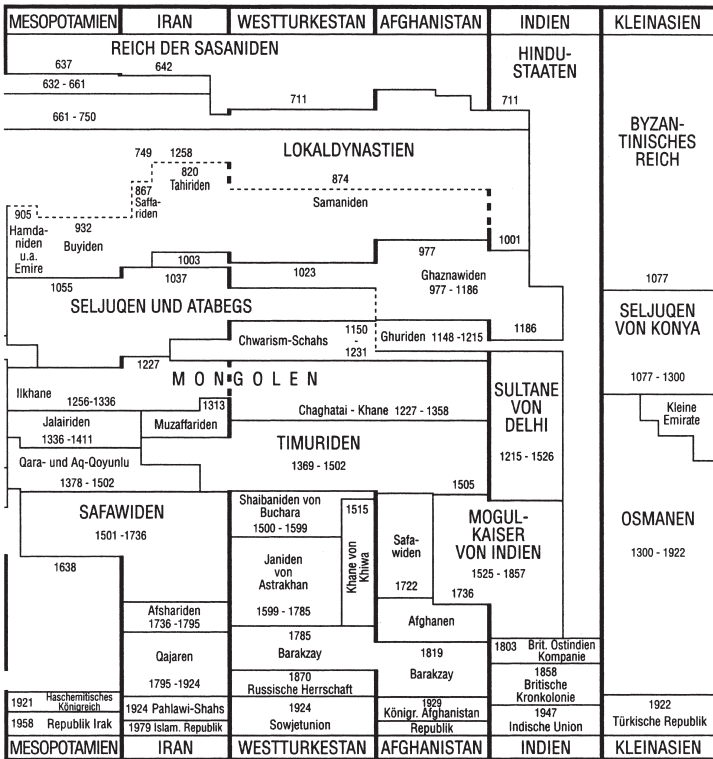 MESOPOTAMIEN IRAN WESTTURKESTAN AFGHANISTAN INDIEN KLEINASIEN
REICH DER SASANIDEN
637
642
632 - 661
661 - 750
711
711
HINDU-
STAATEN
BYZAN-
TINISCHES
REICH
LOKALDYNASTIEN
749 1258
820
Tahiriden
867
Saffa-
riden
874
Samaniden
905
Hamda-
niden
u.a.
Emire
932
Buyiden
1003
1001
977
Ghaznawiden
977 - 1186
1055
1037
1023
1077
SELJUQEN UND ATABEGS
Chwarism-Schahs
1150
-
1231
Ghuriden 1148 -1215
1186
SELJUQEN
VON KONYA
1077 - 1300
1227
MONGOLEN
Ilkhane
1256-1336
1313
Chaghatai - Khane 1227 - 1358
SULTANE
VON
DELHI
1215 - 1526
Kleine
Emirate
Jalairiden
1336 -1411
Muzaffariden
TIMURIDEN
1369 - 1502
Qara- und Aq-Qoyunlu
1378 - 1502
1505
SAFAWIDEN
1501 -1736
1638
Shaibaniden von
Buchara
1500 - 1599
1515
Khane von
Khiwa
Janiden
von
Astrakhan
1599 - 1785
Safa-
widen
1722
MOGUL-
KAISER
VON INDIEN
1525 - 1857
1736
OSMANEN
1300 - 1922
Afshariden
1736 -1795
Afghanen
Qajaren
1795 -1924
1785
Barakzay
1819
Barakzay
1803 Brit. Ostindien
Kompanie
1870
Russische Herrschaft
1858
Britische
Kronkolonie
1921 Haschemitisches
Königreich
1924 Pahlawi-Shahs
1924
Sowjetunion
1929
Königr. Afghanistan
Republik
1947
Indische Union
1922
Türkische Republik
1958 Republik Irak
1979 Islam. Republik
MESOPOTAMIEN IRAN WESTTURKESTAN AFGHANISTAN INDIEN KLEINASIEN